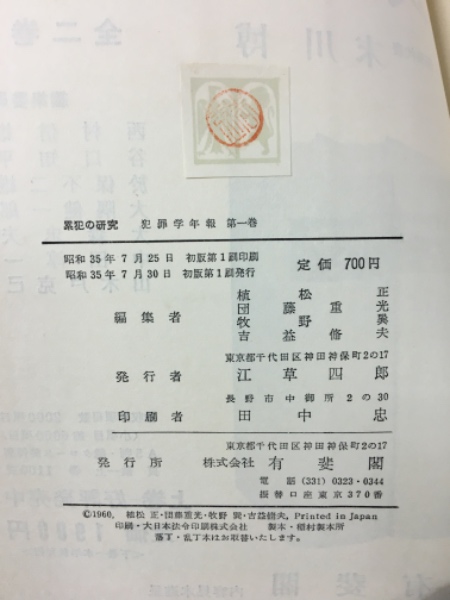 累犯の研究 犯罪学年報 第一巻
昭和35年7月25日 初版第1刷印刷
昭和35年7月30日 初版第1刷発行
定価 700円
編集者
植松正
団藤重光
牧野巽
吉益脩夫
東京都千代田区神田神保町2の17
発行者 江草四郎
長野市中御所2の30
印刷者 田中忠
東京都千代田区神田神保町2の17
発行所 株式会社 有斐閣
電話 (331) 0323・0344
振替口座東京370番
©1960, 植松 正・団藤重光・牧野 巽・吉益脩夫, Printed in Japan
印刷・大日本法令印刷株式会社 製本・稲村製本所
落丁・乱丁本はお取替いたします。